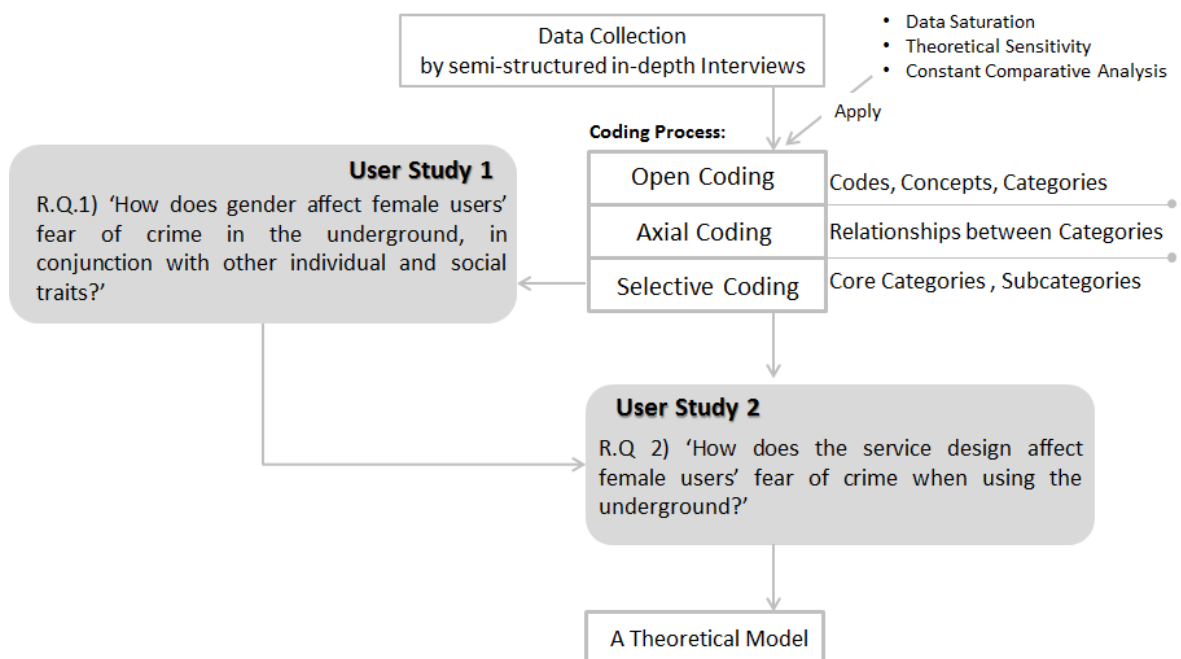 Data Collection
by semi-structured in-depth Interviews
• Data Saturation
• Theoretical Sensitivity
• Constant Comparative Analysis
Apply
Coding Process:
Open Coding
Codes, Concepts, Categories
Axial Coding
Relationships between Categories
Selective Coding
Core Categories , Subcategories
User Study 1
R.Q.1) ‘How does gender affect female users’
fear of crime in the underground, in
conjunction with other individual and social
traits?’
User Study 2
R.Q 2) ‘How does the service design affect
female users’ fear of crime when using the
underground?’
A Theoretical Model